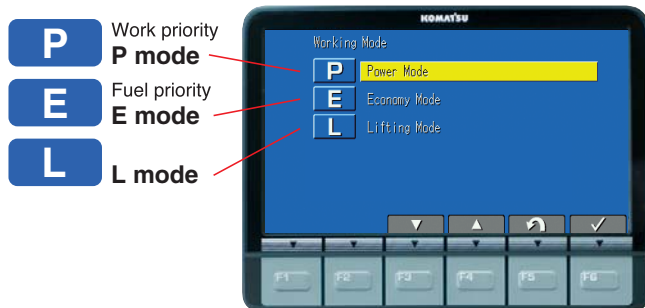 P
Work priority
P mode
E
Fuel priority
E mode
L
L mode
KOMATSU
Working Mode
P Power Mode
E Economy Mode
L Lifting Mode
F1 F2 F3 F4 F5 F6